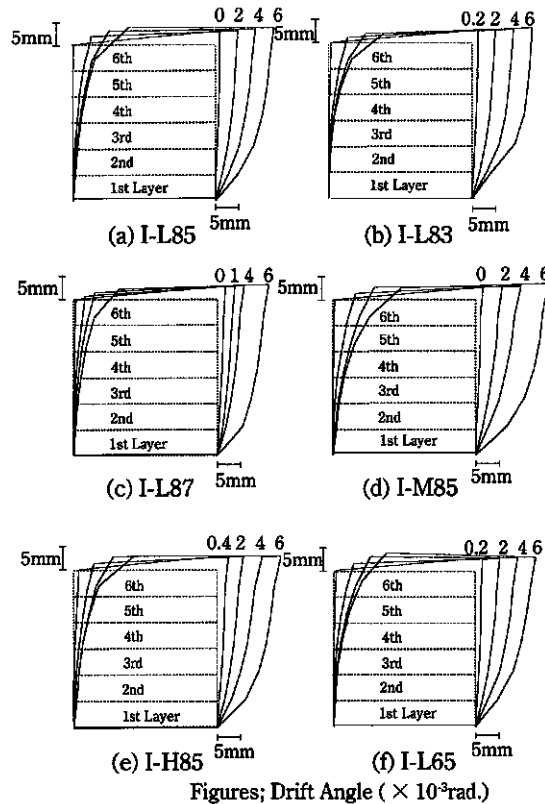 0 2 4 6
5mm
6th
5th
4th
3rd
2nd
1st Layer
5mm
(a) I-L85
0.2 2 4 6
5mm
6th
5th
4th
3rd
2nd
1st Layer
5mm
(b) I-L83
0 1 2 4 6
5mm
6th
5th
4th
3rd
2nd
1st Layer
5mm
(c) I-L87
0 2 4 6
5mm
6th
5th
4th
3rd
2nd
1st Layer
5mm
(d) I-M85
0.4 2 4 6
5mm
6th
5th
4th
3rd
2nd
1st Layer
5mm
(e) I-H85
0.2 2 4 6
5mm
6th
5th
4th
3rd
2nd
1st Layer
5mm
(f) I-L65
Figures; Drift Angle ( × 10⁻³rad.)